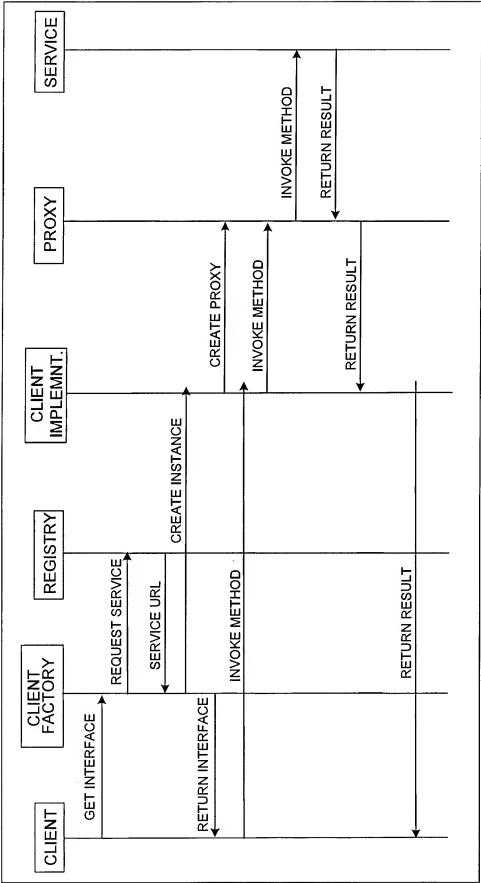 CLIENT
CLIENT
FACTORY
REGISTRY
CLIENT
IMPLEMNT.
PROXY
SERVICE
GET INTERFACE
REQUEST SERVICE
SERVICE URL
CREATE INSTANCE
RETURN INTERFACE
CREATE PROXY
INVOKE METHOD
INVOKE METHOD
INVOKE METHOD
RETURN RESULT
RETURN RESULT
RETURN RESULT